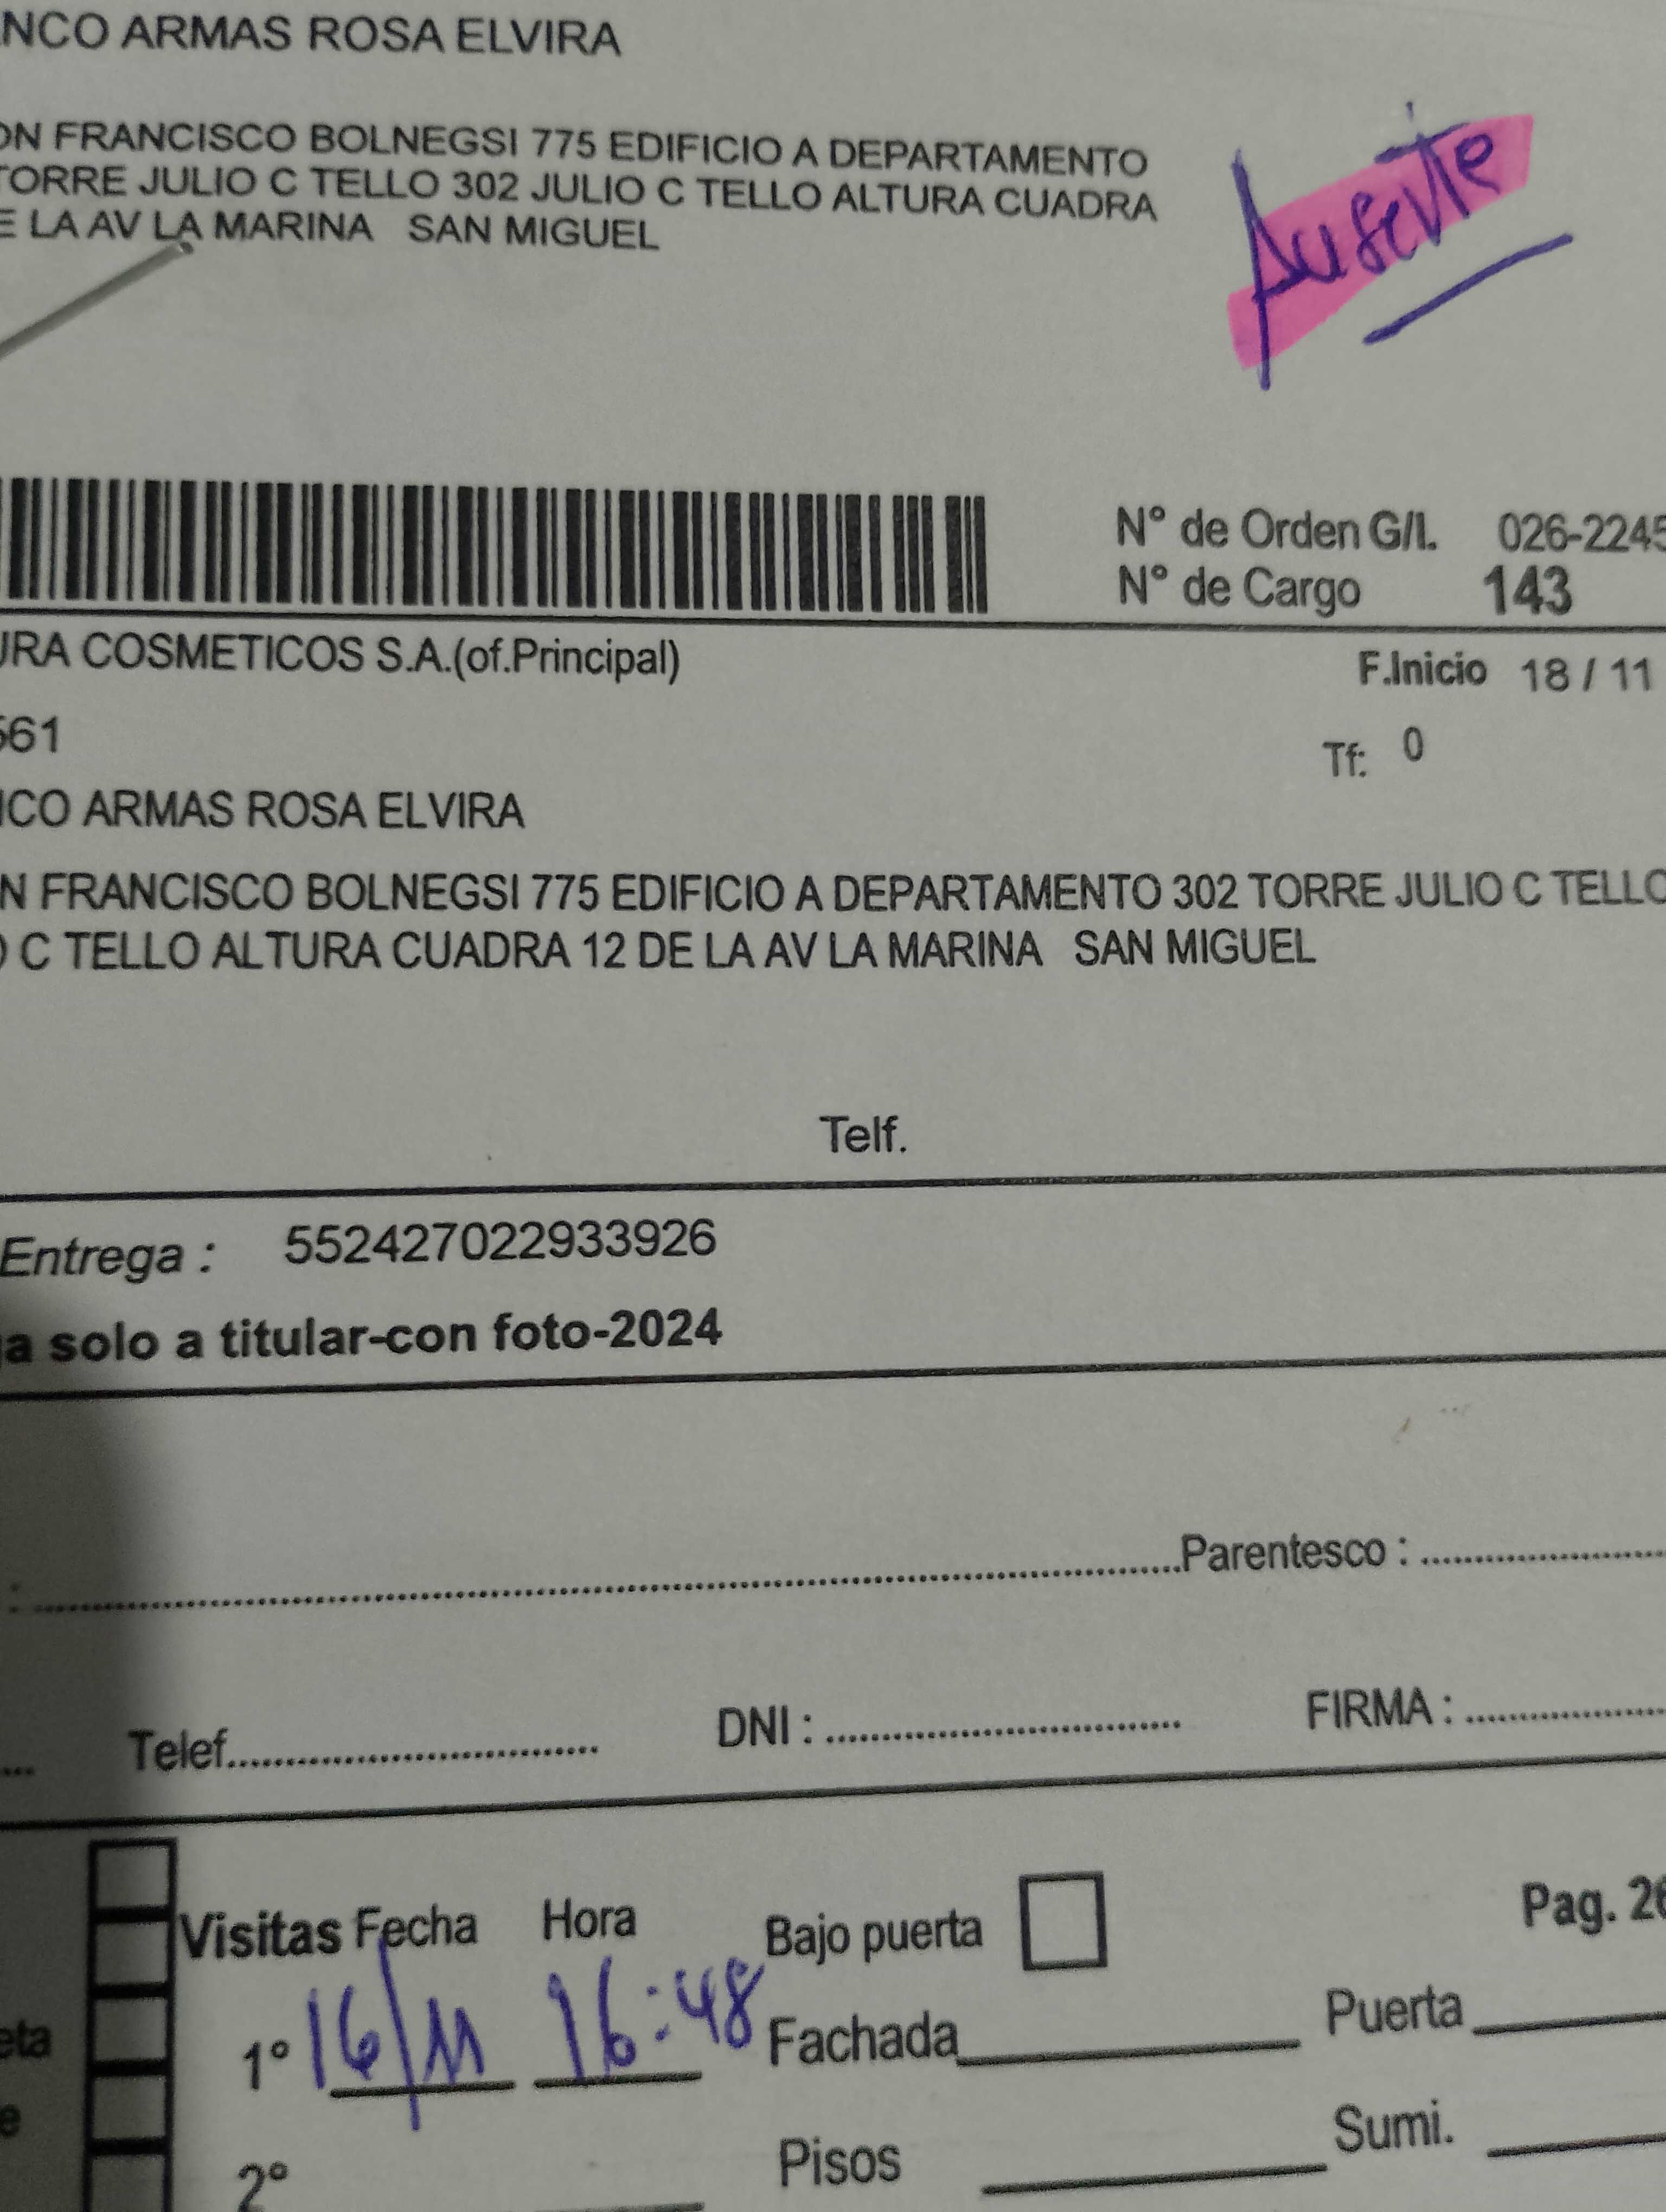 NCO ARMAS ROSA ELVIRA
ON FRANCISCO BOLNEGSI 775 EDIFICIO A DEPARTAMENTO
TORRE JULIO C TELLO 302 JULIO C TELLO ALTURA CUADRA
E LA AV LA MARINA SAN MIGUEL
Ausente
N° de Orden G/I. 026-2245
N° de Cargo 143
URA COSMETICOS S.A.(of.Principal)
F.Inicio 18 / 11
561
Tf: 0
NCO ARMAS ROSA ELVIRA
N FRANCISCO BOLNEGSI 775 EDIFICIO A DEPARTAMENTO 302 TORRE JULIO C TELLO
O C TELLO ALTURA CUADRA 12 DE LA AV LA MARINA SAN MIGUEL
Telf.
Entrega : 552427022933926
a solo a titular-con foto-2024
: Parentesco :
Telef. DNI : FIRMA :
Visitas Fecha Hora Bajo puerta Pag. 26
1° 16/11 16:48 Fachada Puerta
eta
e
2° Pisos Sumi.